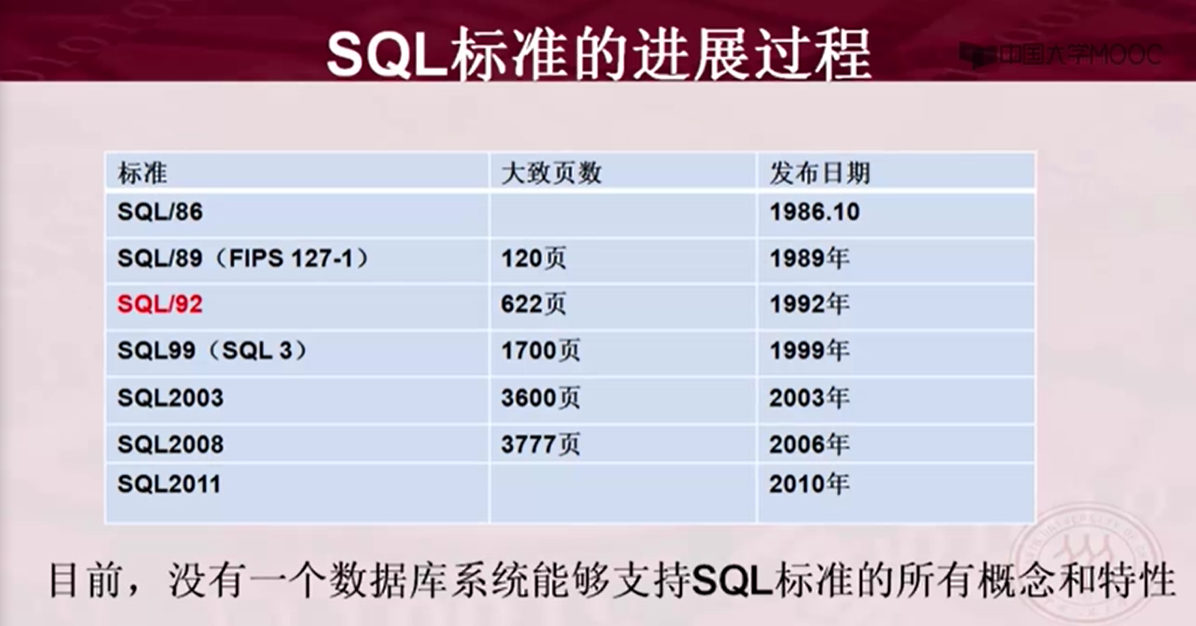 SQL标准的进展过程
中国大学MOOC
标准 大致页数 发布日期
SQL/86 1986.10
SQL/89（FIPS 127-1） 120页 1989年
SQL/92 622页 1992年
SQL99（SQL 3） 1700页 1999年
SQL2003 3600页 2003年
SQL2008 3777页 2006年
SQL2011 2010年
目前，没有一个数据库系统能够支持SQL标准的所有概念和特性